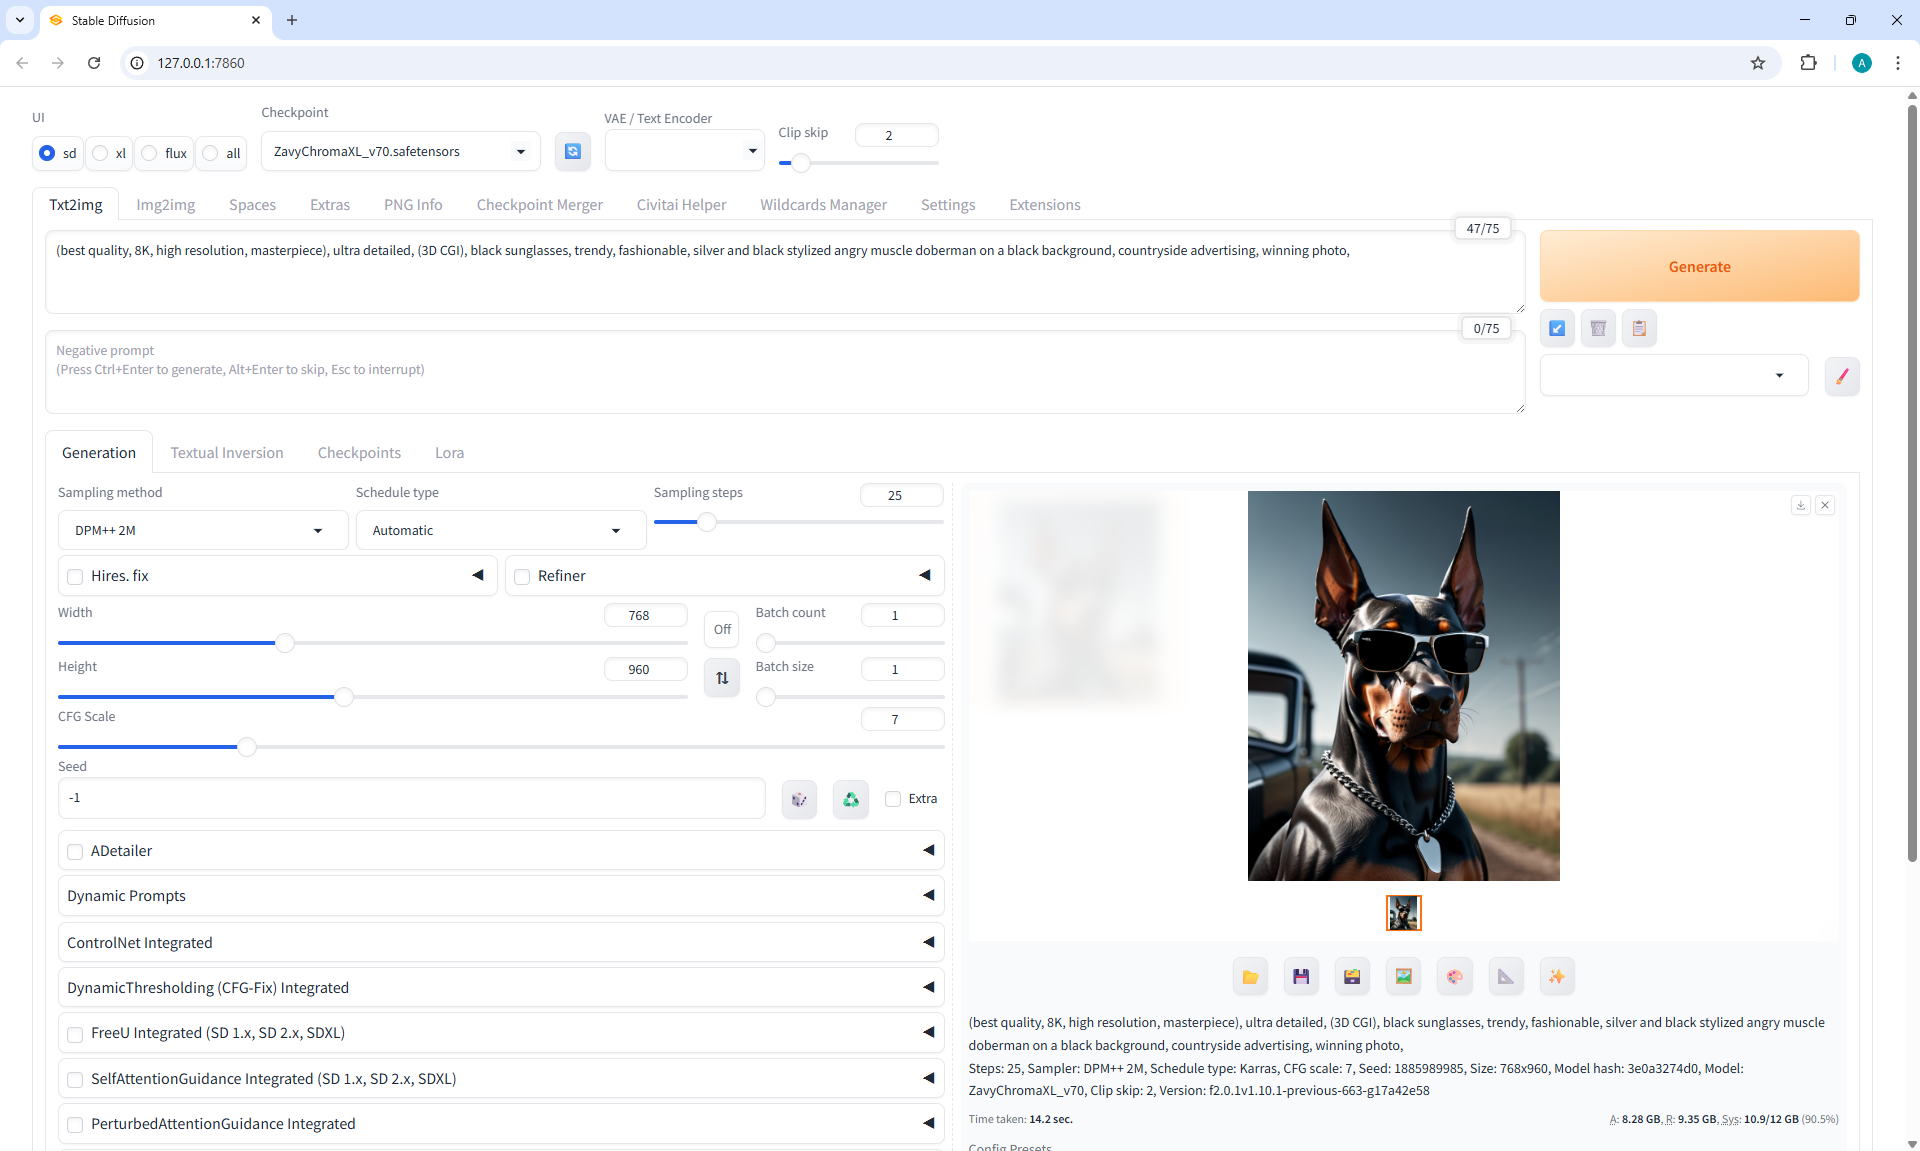 Stable Diffusion
127.0.0.1:7860
A
UI
Checkpoint
VAE / Text Encoder
Clip skip
2
sd
xl
flux
all
ZavyChromaXL_v70.safetensors
Txt2img
Img2img
Spaces
Extras
PNG Info
Checkpoint Merger
Civitai Helper
Wildcards Manager
Settings
Extensions
47/75
(best quality, 8K, high resolution, masterpiece), ultra detailed, (3D CGI), black sunglasses, trendy, fashionable, silver and black stylized angry muscle doberman on a black background, countryside advertising, winning photo,
Generate
0/75
Negative prompt
(Press Ctrl+Enter to generate, Alt+Enter to skip, Esc to interrupt)
Generation
Textual Inversion
Checkpoints
Lora
Sampling method
Schedule type
Sampling steps
25
DPM++ 2M
Automatic
Hires. fix
Refiner
Width
768
Off
Batch count
1
Height
960
Batch size
1
CFG Scale
7
Seed
-1
Extra
ADetailer
Dynamic Prompts
ControlNet Integrated
DynamicThresholding (CFG-Fix) Integrated
FreeU Integrated (SD 1.x, SD 2.x, SDXL)
SelfAttentionGuidance Integrated (SD 1.x, SD 2.x, SDXL)
PerturbedAttentionGuidance Integrated
(best quality, 8K, high resolution, masterpiece), ultra detailed, (3D CGI), black sunglasses, trendy, fashionable, silver and black stylized angry muscle
doberman on a black background, countryside advertising, winning photo,
Steps: 25, Sampler: DPM++ 2M, Schedule type: Karras, CFG scale: 7, Seed: 1885989985, Size: 768x960, Model hash: 3e0a3274d0, Model:
ZavyChromaXL_v70, Clip skip: 2, Version: f2.0.1v1.10.1-previous-663-g17a42e58
Time taken: 14.2 sec.
A: 8.28 GB, R: 9.35 GB, Sys: 10.9/12 GB (90.5%)
Config Presets